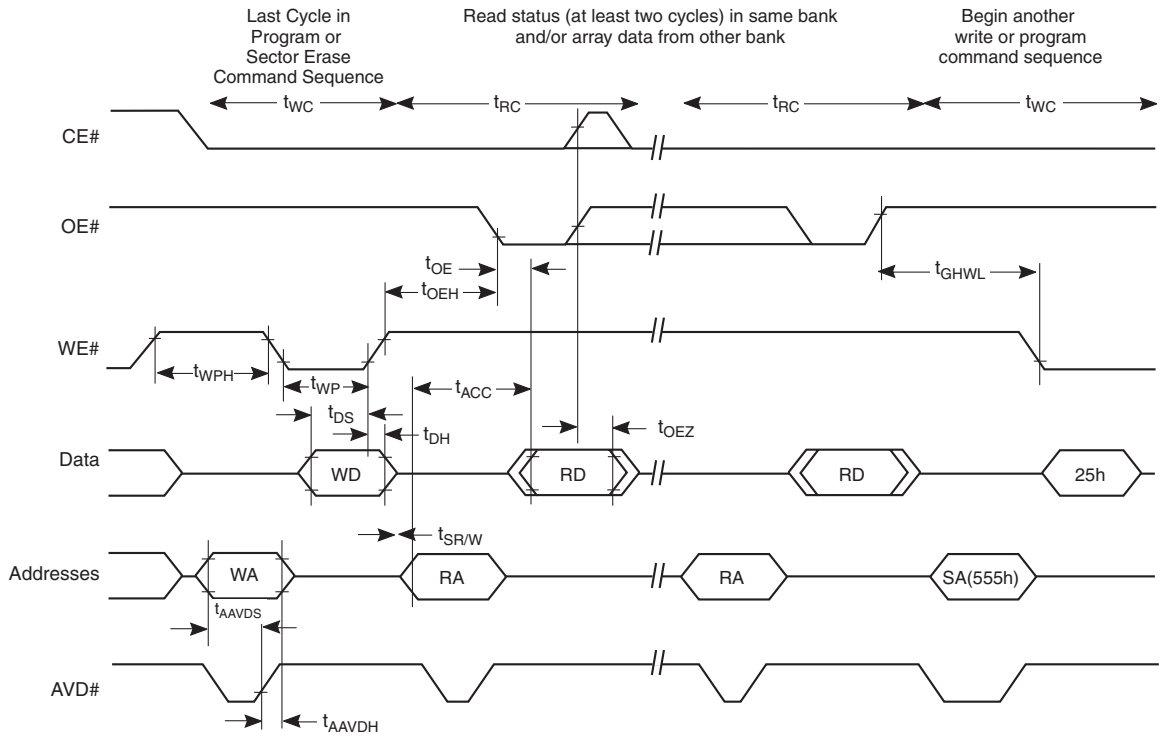 Last Cycle in
Program or
Sector Erase
Command Sequence
Read status (at least two cycles) in same bank
and/or array data from other bank
Begin another
write or program
command sequence
tWC
tRC
tRC
tWC
CE#
OE#
tOE
tOEH
tGHWL
WE#
tWPH
tWP
tACC
tDS
tDH
tOEZ
Data
WD
RD
RD
25h
tSR/W
Addresses
WA
RA
RA
SA(555h)
tAAVDS
AVD#
tAAVDH